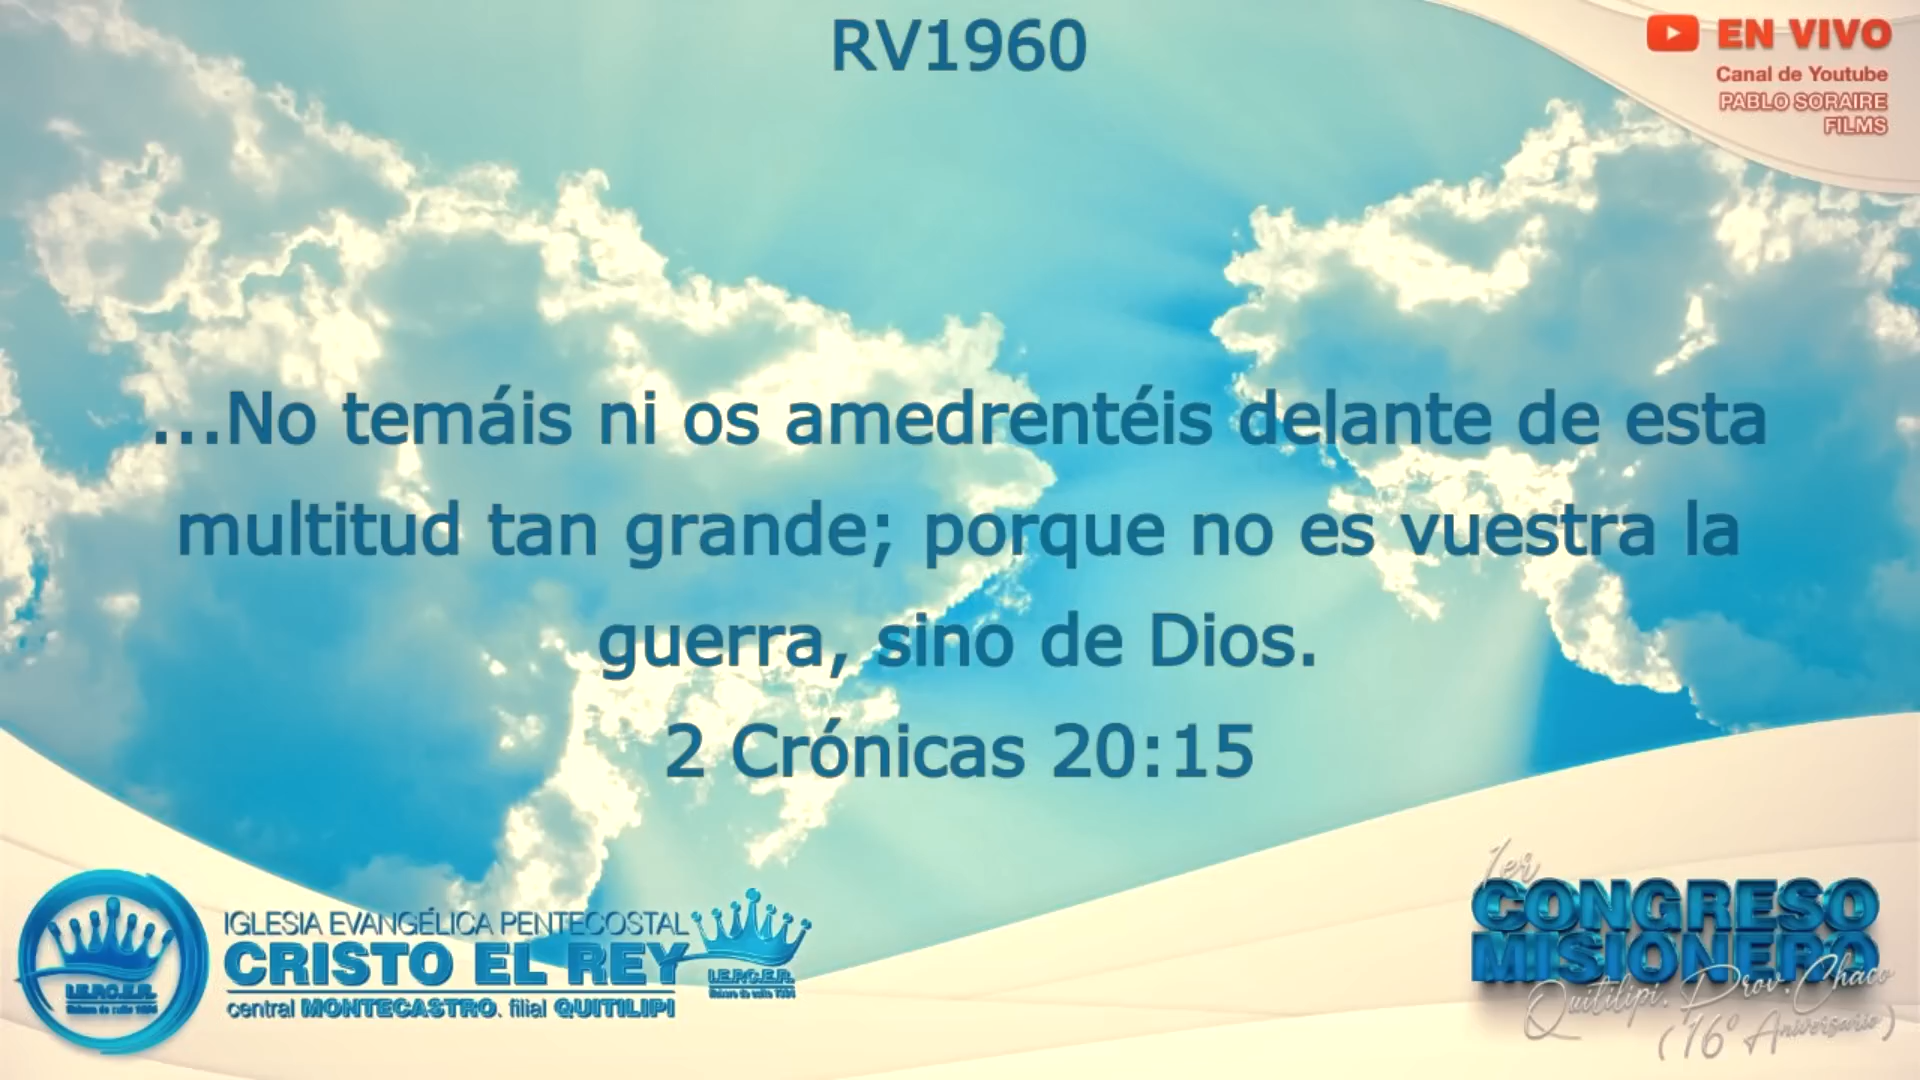 RV1960
EN VIVO
Canal de Youtube
PABLO SORAIRE
FILMS
...No temáis ni os amedrentéis delante de esta
multitud tan grande; porque no es vuestra la
guerra, sino de Dios.
2 Crónicas 20:15
IGLESIA EVANGÉLICA PENTECOSTAL
CRISTO EL REY
central MONTECASTRO. filial QUITILIPI
I.E.P.C.E.R.
I.E.P.C.E.R.
1er
CONGRESO
MISIONERO
Quitilipi. Prov. Chaco
(16° Aniversario)